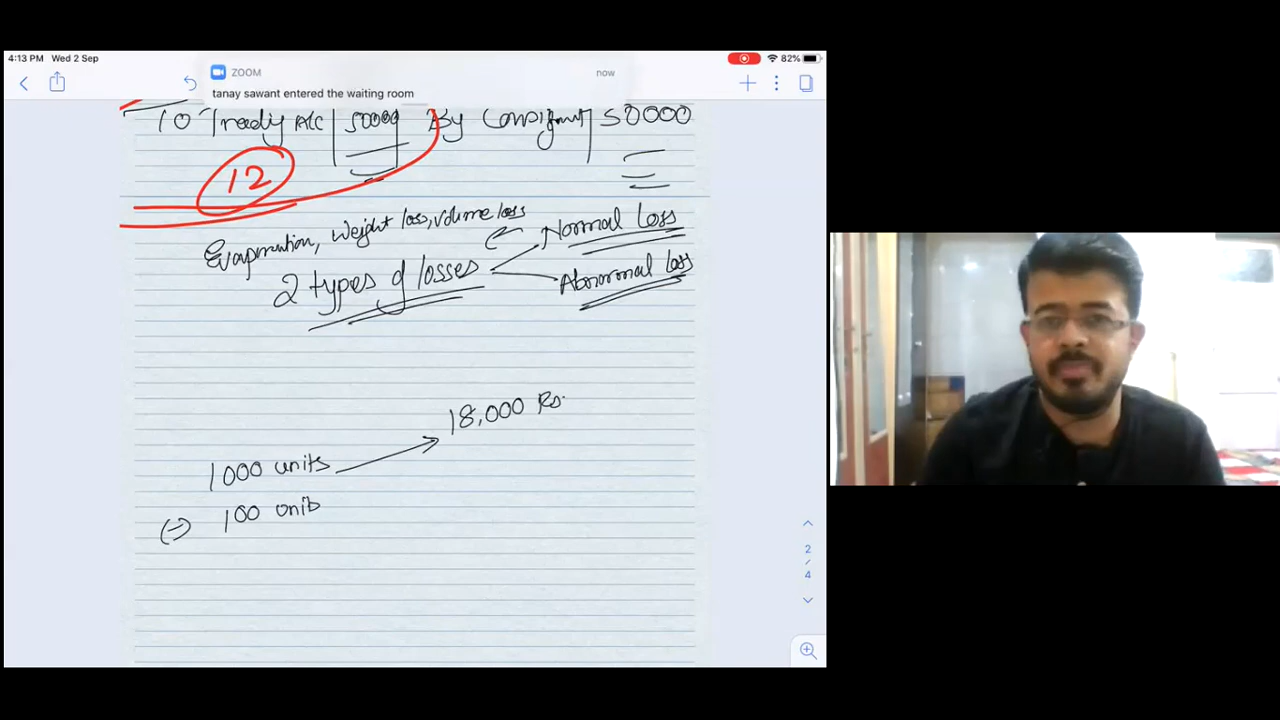 4:13 PM Wed 2 Sep 82%
ZOOM now
tanay sawant entered the waiting room
To Trading A/c 50000 By Consignment 50000
12
Evaporation, Weight loss, volume loss
Normal Loss
2 types of losses
Abnormal loss
18,000 Rs.
1000 units
(-) 100 units
2
4